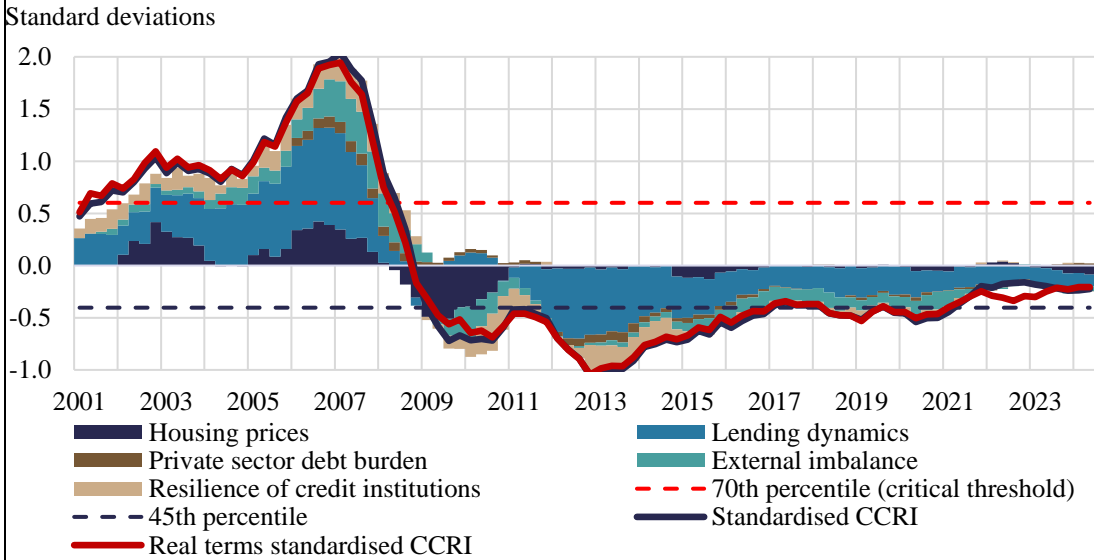 Standard deviations
2.0
1.5
1.0
0.5
0.0
-0.5
-1.0
2001 2003 2005 2007 2009 2011 2013 2015 2017 2019 2021 2023
Housing prices Lending dynamics
Private sector debt burden External imbalance
Resilience of credit institutions 70th percentile (critical threshold)
45th percentile Standardised CCRI
Real terms standardised CCRI